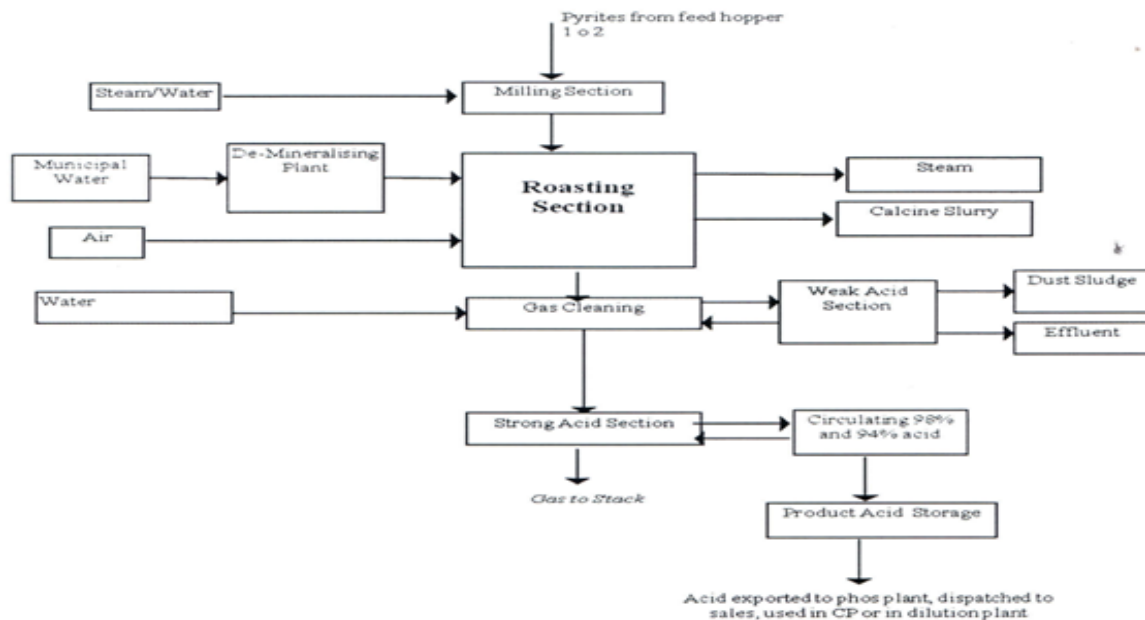 Pyrites from feed hopper
1 o 2
Steam/Water
Milling Section
Municipal
Water
De-Mineralising
Plant
Roasting
Section
Steam
Calcine Slurry
Air
Water
Gas Cleaning
Weak Acid
Section
Dust Sludge
Effluent
Strong Acid Section
Circulating 98%
and 94% acid
Gas to Stack
Product Acid Storage
Acid exported to phos plant, dispatched to
sales, used in CP or in dilution plant